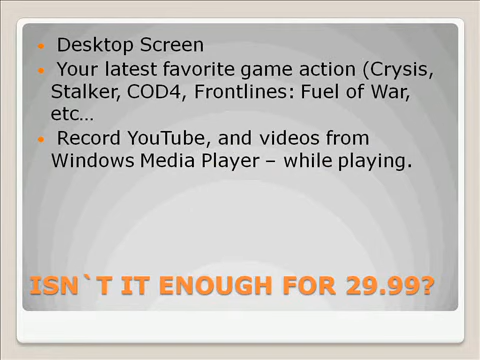 • Desktop Screen
• Your latest favorite game action (Crysis,
Stalker, COD4, Frontlines: Fuel of War,
etc…
• Record YouTube, and videos from
Windows Media Player – while playing.
ISN`T IT ENOUGH FOR 29.99?